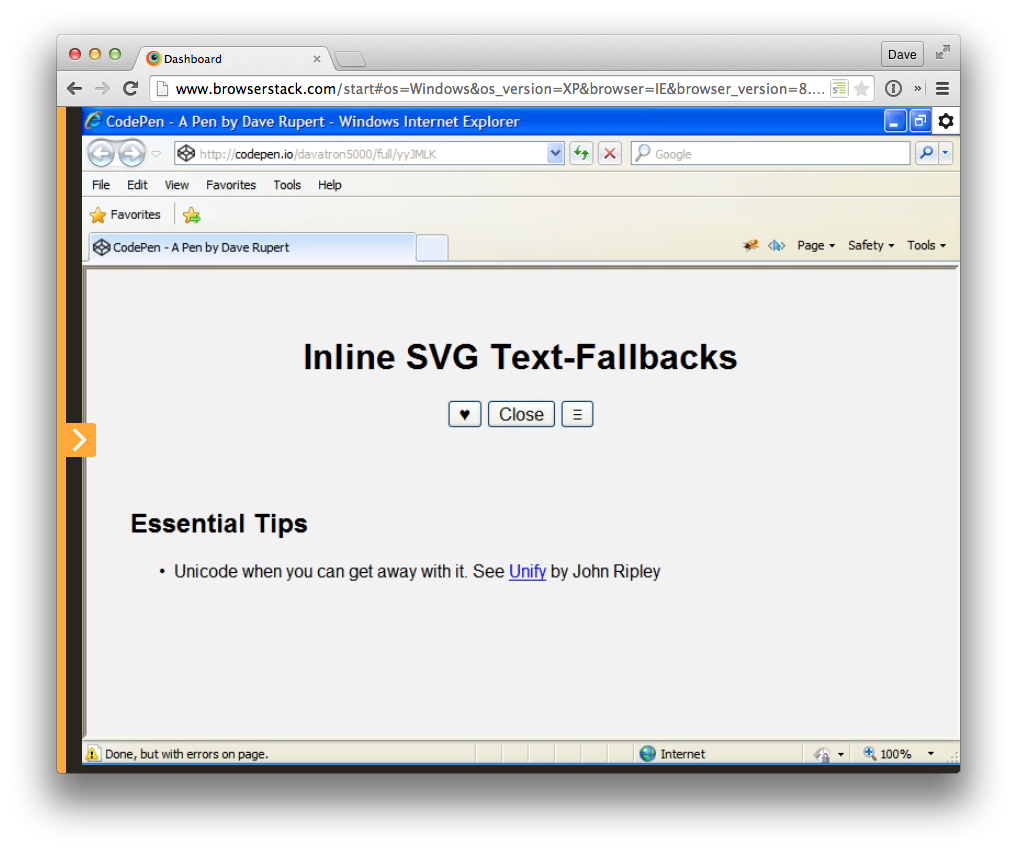 Dashboard
Dave
www.browserstack.com/start#os=Windows&os_version=XP&browser=IE&browser_version=8....
CodePen - A Pen by Dave Rupert - Windows Internet Explorer
http://codepen.io/davatron5000/full/yyJMLK
Google
File Edit View Favorites Tools Help
Favorites
CodePen - A Pen by Dave Rupert
Page Safety Tools
Inline SVG Text-Fallbacks
♥ Close Ξ
Essential Tips
• Unicode when you can get away with it. See Unify by John Ripley
Done, but with errors on page.
Internet
100%